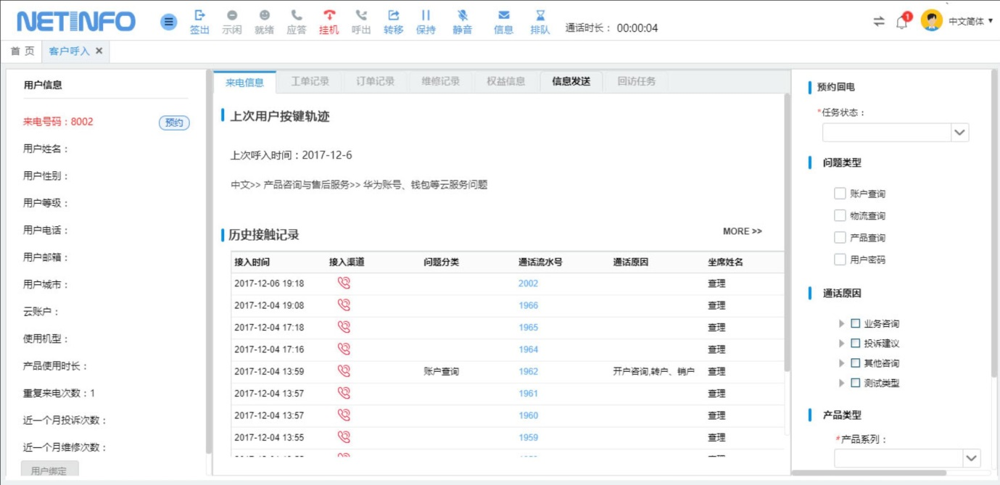 NETINFO
签出 示闲 就绪 应答 挂机 呼出 转移 保持 静音 信息 排队 通话时长： 00:00:04 1 中文简体
首 页 客户呼入
用户信息
来电号码：8002 预约
用户姓名：
用户性别：
用户等级：
用户电话：
用户邮箱：
用户城市：
云账户：
使用机型：
产品使用时长：
重复来电次数：1
近一个月投诉次数：
近一个月维修次数：
用户绑定
来电信息 工单记录 订单记录 维修记录 权益信息 信息发送 回访任务
上次用户按键轨迹
上次呼入时间：2017-12-6
中文>> 产品咨询与售后服务>> 华为账号、钱包等云服务问题
历史接触记录 MORE >>
接入时间 接入渠道 问题分类 通话流水号 通话原因 坐席姓名
2017-12-06 19:18 2002 查理
2017-12-04 19:08 1966 查理
2017-12-04 17:18 1965 查理
2017-12-04 17:16 1964 查理
2017-12-04 13:59 账户查询 1962 开户咨询,转户、销户 查理
2017-12-04 13:57 1961 查理
2017-12-04 13:57 1960 查理
2017-12-04 13:55 1959 查理
预约回电
*任务状态：
问题类型
账户查询
物流查询
产品查询
用户密码
通话原因
业务咨询
投诉建议
其他咨询
测试类型
产品类型
*产品系列：